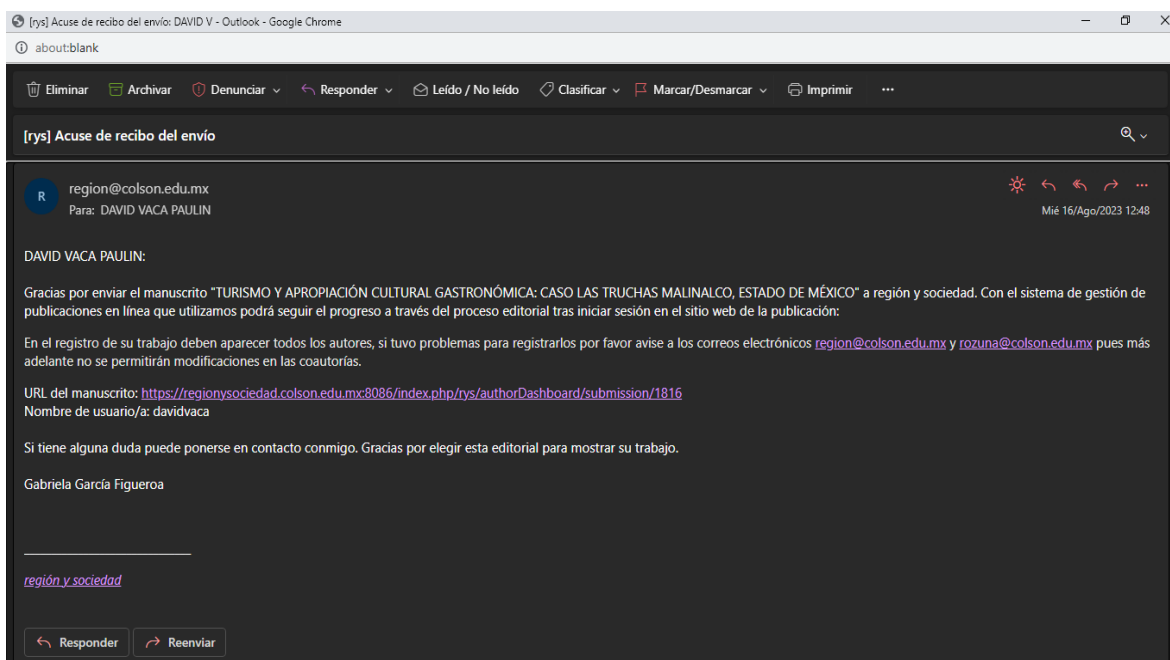 [rys] Acuse de recibo del envío: DAVID V - Outlook - Google Chrome
about:blank
Eliminar Archivar Denunciar Responder Leído / No leído Clasificar Marcar/Desmarcar Imprimir ...
[rys] Acuse de recibo del envío
R
region@colson.edu.mx
Para: DAVID VACA PAULIN
Mié 16/Ago/2023 12:48
DAVID VACA PAULIN:
Gracias por enviar el manuscrito "TURISMO Y APROPIACIÓN CULTURAL GASTRONÓMICA: CASO LAS TRUCHAS MALINALCO, ESTADO DE MÉXICO" a región y sociedad. Con el sistema de gestión de
publicaciones en línea que utilizamos podrá seguir el progreso a través del proceso editorial tras iniciar sesión en el sitio web de la publicación:
En el registro de su trabajo deben aparecer todos los autores, si tuvo problemas para registrarlos por favor avise a los correos electrónicos region@colson.edu.mx y rozuna@colson.edu.mx pues más
adelante no se permitirán modificaciones en las coautorías.
URL del manuscrito: https://regionysociedad.colson.edu.mx:8086/index.php/rys/authorDashboard/submission/1816
Nombre de usuario/a: davidvaca
Si tiene alguna duda puede ponerse en contacto conmigo. Gracias por elegir esta editorial para mostrar su trabajo.
Gabriela García Figueroa
región y sociedad
Responder Reenviar